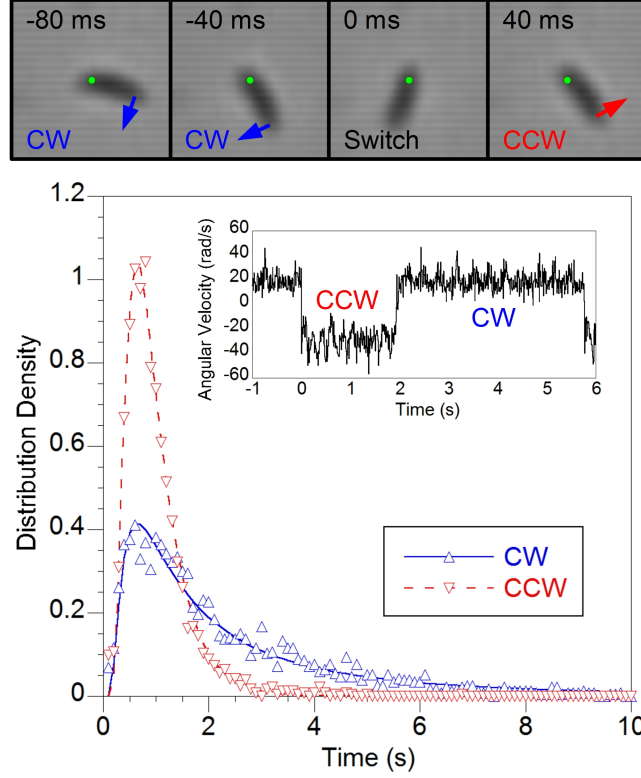 -80 ms
-40 ms
0 ms
40 ms
CW
CW
Switch
CCW
1.2
1
0.8
0.6
0.4
0.2
0
Distribution Density
0
2
4
6
8
10
Time (s)
60
40
20
0
-20
-40
-60
Angular Velocity (rad/s)
CCW
CW
-1
0
1
2
3
4
5
6
Time (s)
CW
CCW